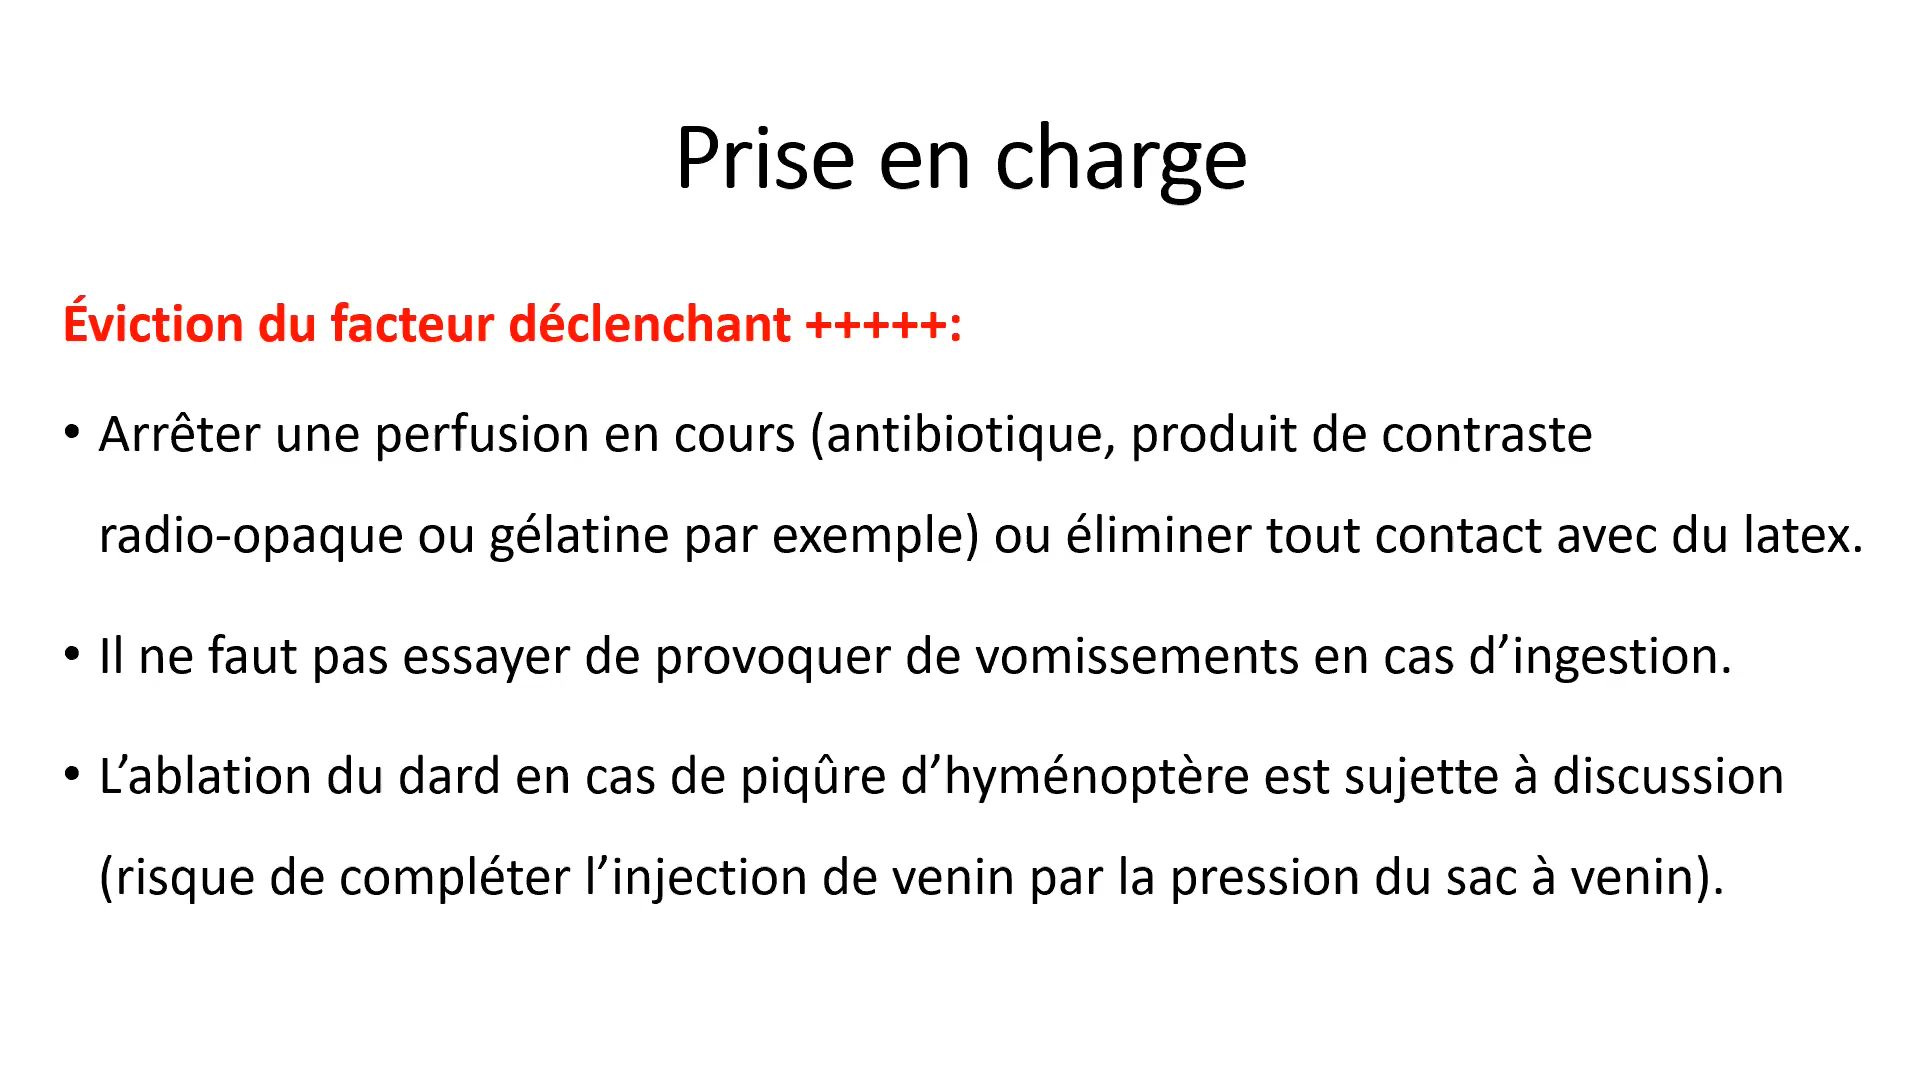 Prise en charge
Éviction du facteur déclenchant +++++:
• Arrêter une perfusion en cours (antibiotique, produit de contraste
radio-opaque ou gélatine par exemple) ou éliminer tout contact avec du latex.
• Il ne faut pas essayer de provoquer de vomissements en cas d’ingestion.
• L’ablation du dard en cas de piqûre d’hyménoptère est sujette à discussion
(risque de compléter l’injection de venin par la pression du sac à venin).